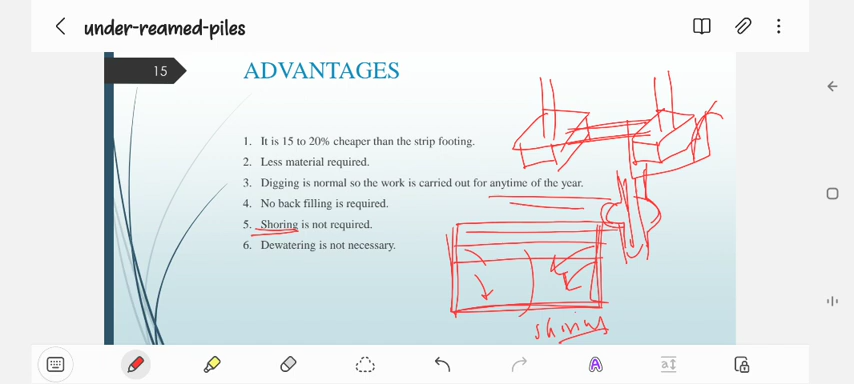 under-reamed-piles
15
ADVANTAGES
1. It is 15 to 20% cheaper than the strip footing.
2. Less material required.
3. Digging is normal so the work is carried out for anytime of the year.
4. No back filling is required.
5. Shoring is not required.
6. Dewatering is not necessary.